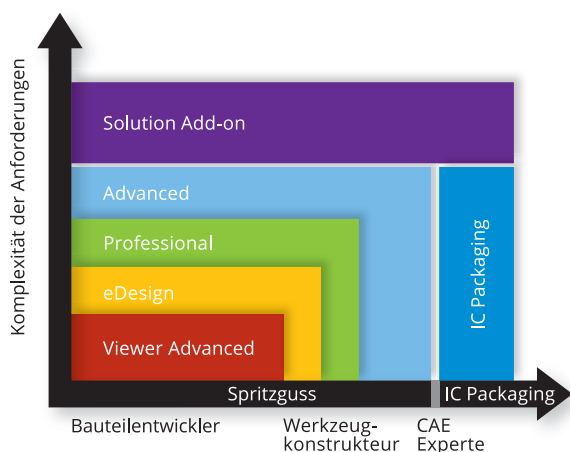 Komplexität der Anforderungen
Solution Add-on
Advanced
Professional
eDesign
Viewer Advanced
IC Packaging
Spritzguss
IC Packaging
Bauteilentwickler
Werkzeug-
konstrukteur
CAE
Experte